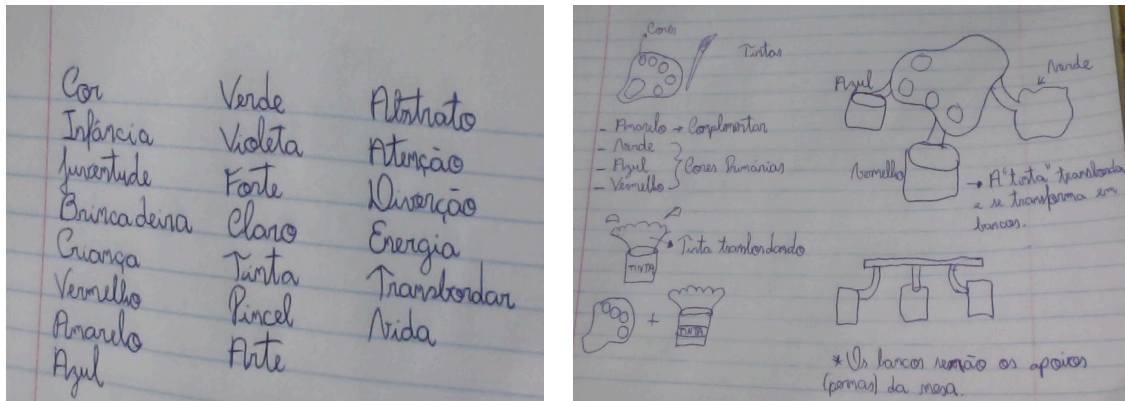 Cor
Infância
Juventude
Brincadeira
Criança
Vermelho
Amarelo
Azul
Verde
Violeta
Forte
Claro
Tinta
Pincel
Arte
Abstrato
Atenção
Diverção
Energia
Transbordar
Vida
Cores
Tintas
- Amarelo → Complementar
- Verde
- Azul
- Vermelho
Cores Primárias
Tinta transbordando
TINTA
+
TINTA
Azul
Verde
Vermelho
→ A "tinta" transborda
e se transforma em
bancos.
* Os bancos servirão os apoios
(pernas) da mesa.